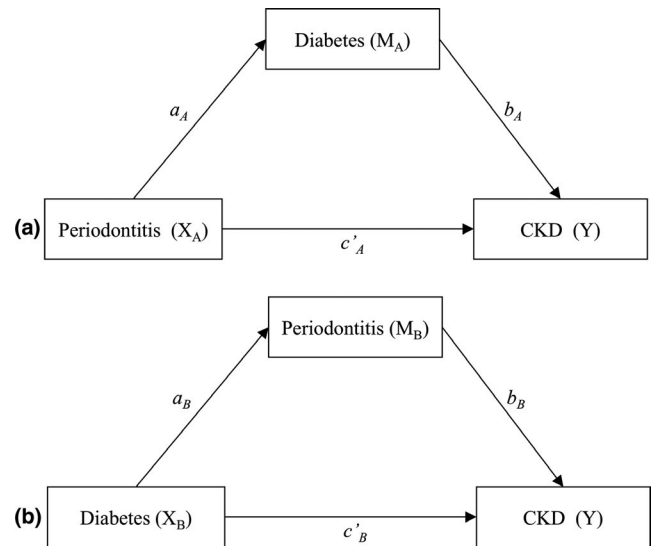 Diabetes (M_A)
a_A
b_A
(a)
Periodontitis (X_A)
CKD (Y)
c'_A
Periodontitis (M_B)
a_B
b_B
(b)
Diabetes (X_B)
CKD (Y)
c'_B